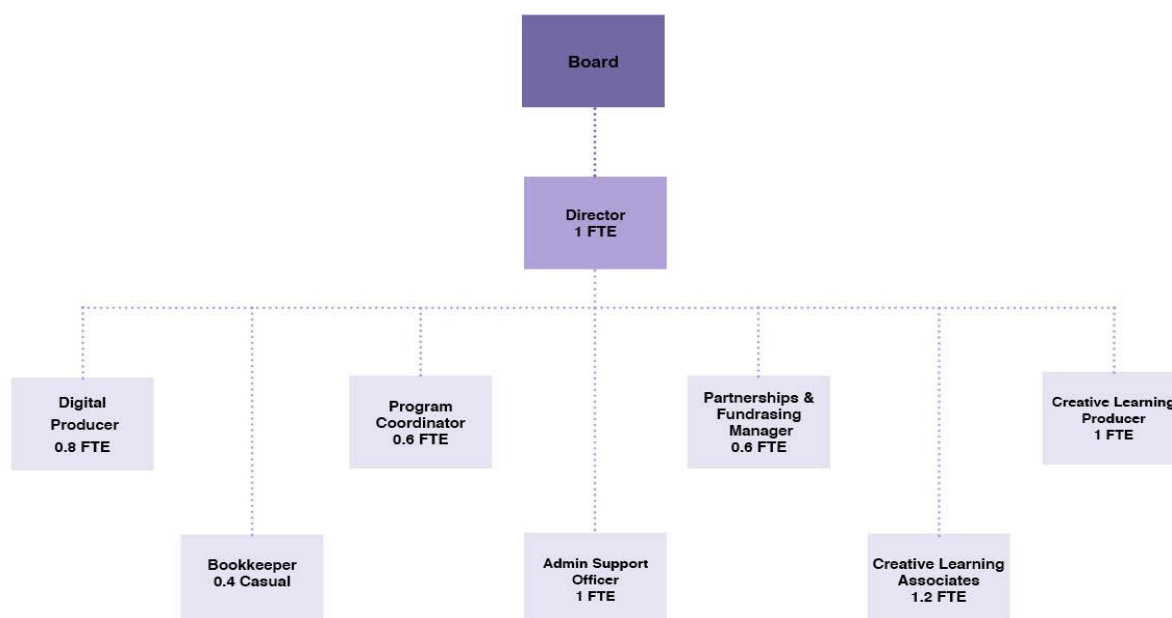 Board
Director
1 FTE
Digital
Producer
0.8 FTE
Program
Coordinator
0.6 FTE
Partnerships &
Fundrasing
Manager
0.6 FTE
Creative Learning
Producer
1 FTE
Bookkeeper
0.4 Casual
Admin Support
Officer
1 FTE
Creative Learning
Associates
1.2 FTE